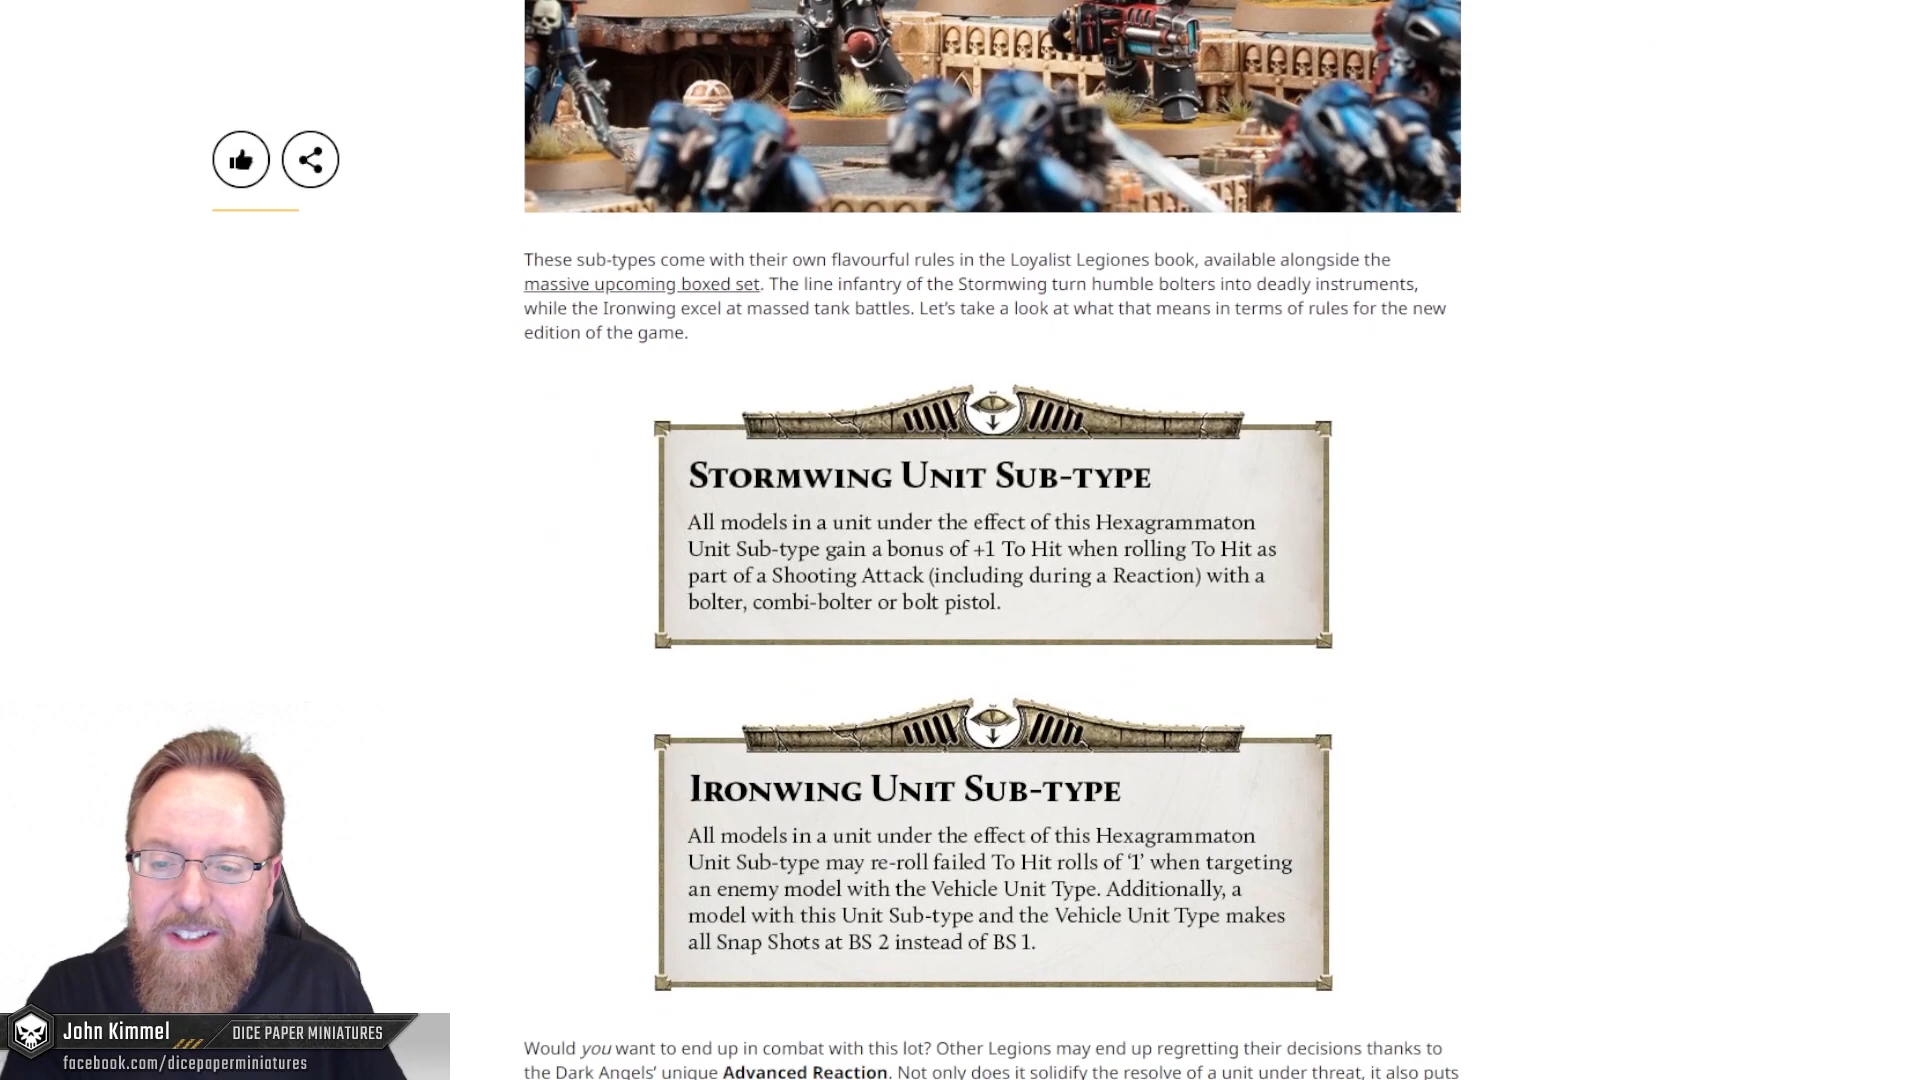 These sub-types come with their own flavourful rules in the Loyalist Legiones book, available alongside the
massive upcoming boxed set. The line infantry of the Stormwing turn humble bolters into deadly instruments,
while the Ironwing excel at massed tank battles. Let's take a look at what that means in terms of rules for the new
edition of the game.
Stormwing Unit Sub-type
All models in a unit under the effect of this Hexagrammaton
Unit Sub-type gain a bonus of +1 To Hit when rolling To Hit as
part of a Shooting Attack (including during a Reaction) with a
bolter, combi-bolter or bolt pistol.
Ironwing Unit Sub-type
All models in a unit under the effect of this Hexagrammaton
Unit Sub-type may re-roll failed To Hit rolls of '1' when targeting
an enemy model with the Vehicle Unit Type. Additionally, a
model with this Unit Sub-type and the Vehicle Unit Type makes
all Snap Shots at BS 2 instead of BS 1.
Would you want to end up in combat with this lot? Other Legions may end up regretting their decisions thanks to
the Dark Angels' unique Advanced Reaction. Not only does it solidify the resolve of a unit under threat, it also puts
John Kimmel
DICE PAPER MINIATURES
facebook.com/dicepaperminiatures